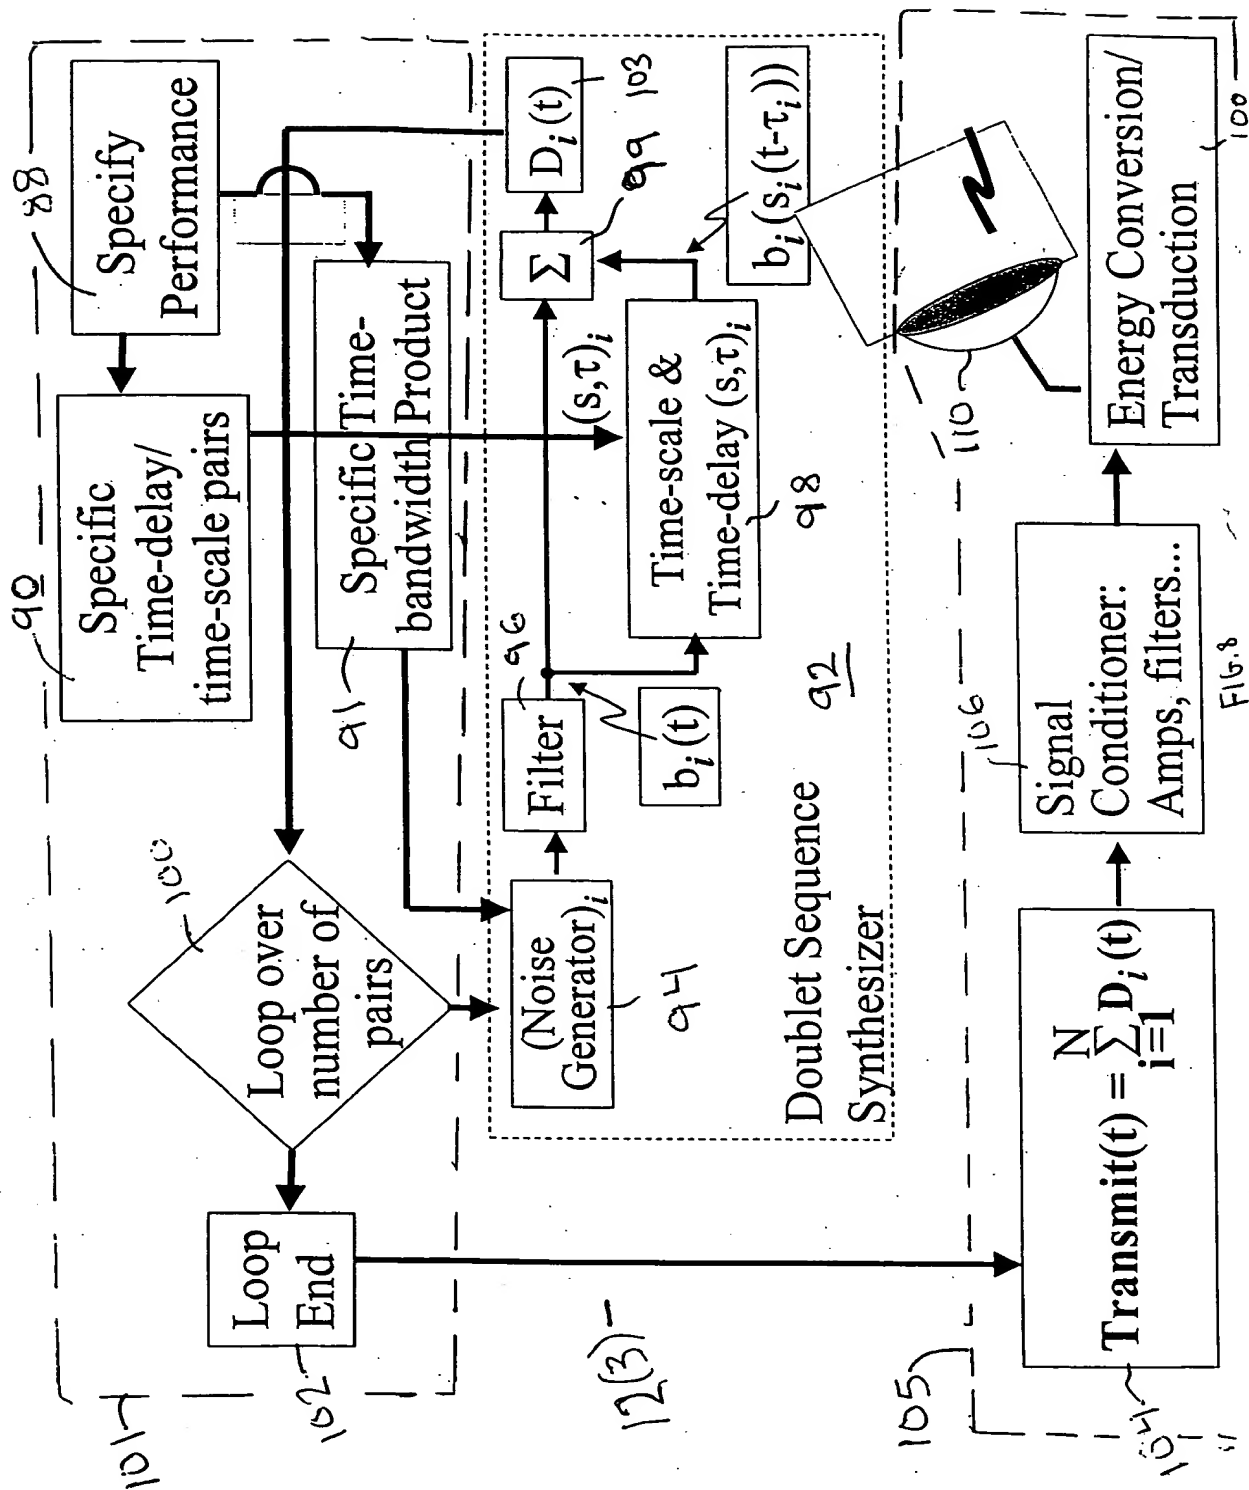 101
88
Specify
Performance
90
Specific
Time-delay/
time-scale pairs
91
Specific Time-
bandwidth Product
100
Loop over
number of
pairs
Loop
End
102
12(3)
(Noise
Generator)i
94
Filter
96
bi(t)
(s,τ)i
Time-scale &
Time-delay (s,τ)i
98
Σ
99
Di(t)
103
bi(si(t-τi))
Doublet Sequence
Synthesizer
92
105
Transmit(t) = N Σ i=1 Di(t)
104
106
Signal
Conditioner:
Amps, filters...
Energy Conversion/
Transduction
100
110
FIG.8